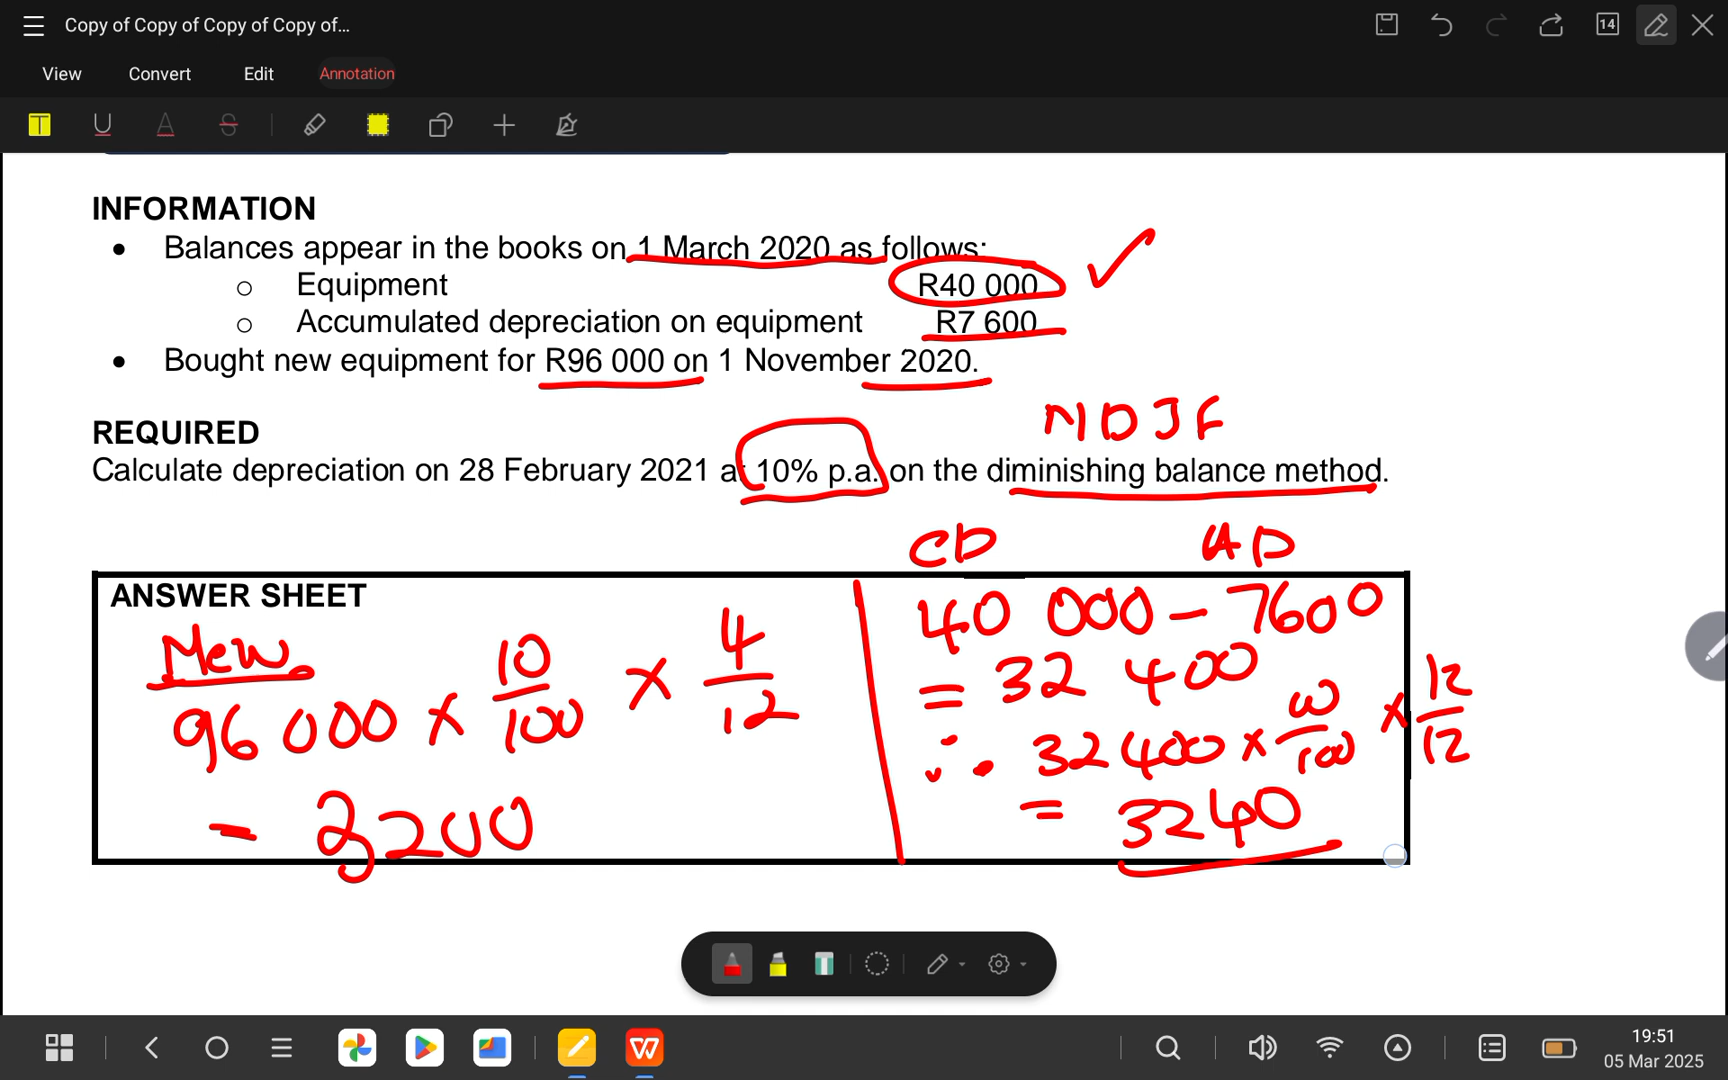 Copy of Copy of Copy of Copy of...
14
View Convert Edit Annotation
T U A S
INFORMATION
• Balances appear in the books on 1 March 2020 as follows:
o Equipment R40 000
o Accumulated depreciation on equipment R7 600
• Bought new equipment for R96 000 on 1 November 2020.
N D J F
REQUIRED
Calculate depreciation on 28 February 2021 at 10% p.a. on the diminishing balance method.
AD
ANSWER SHEET
New
96 000 × 10/100 × 4/12
= 3200
40 000 - 7600
= 32 400
∴ 32400 × 10/100 × 12/12
= 3240
19:51
05 Mar 2025